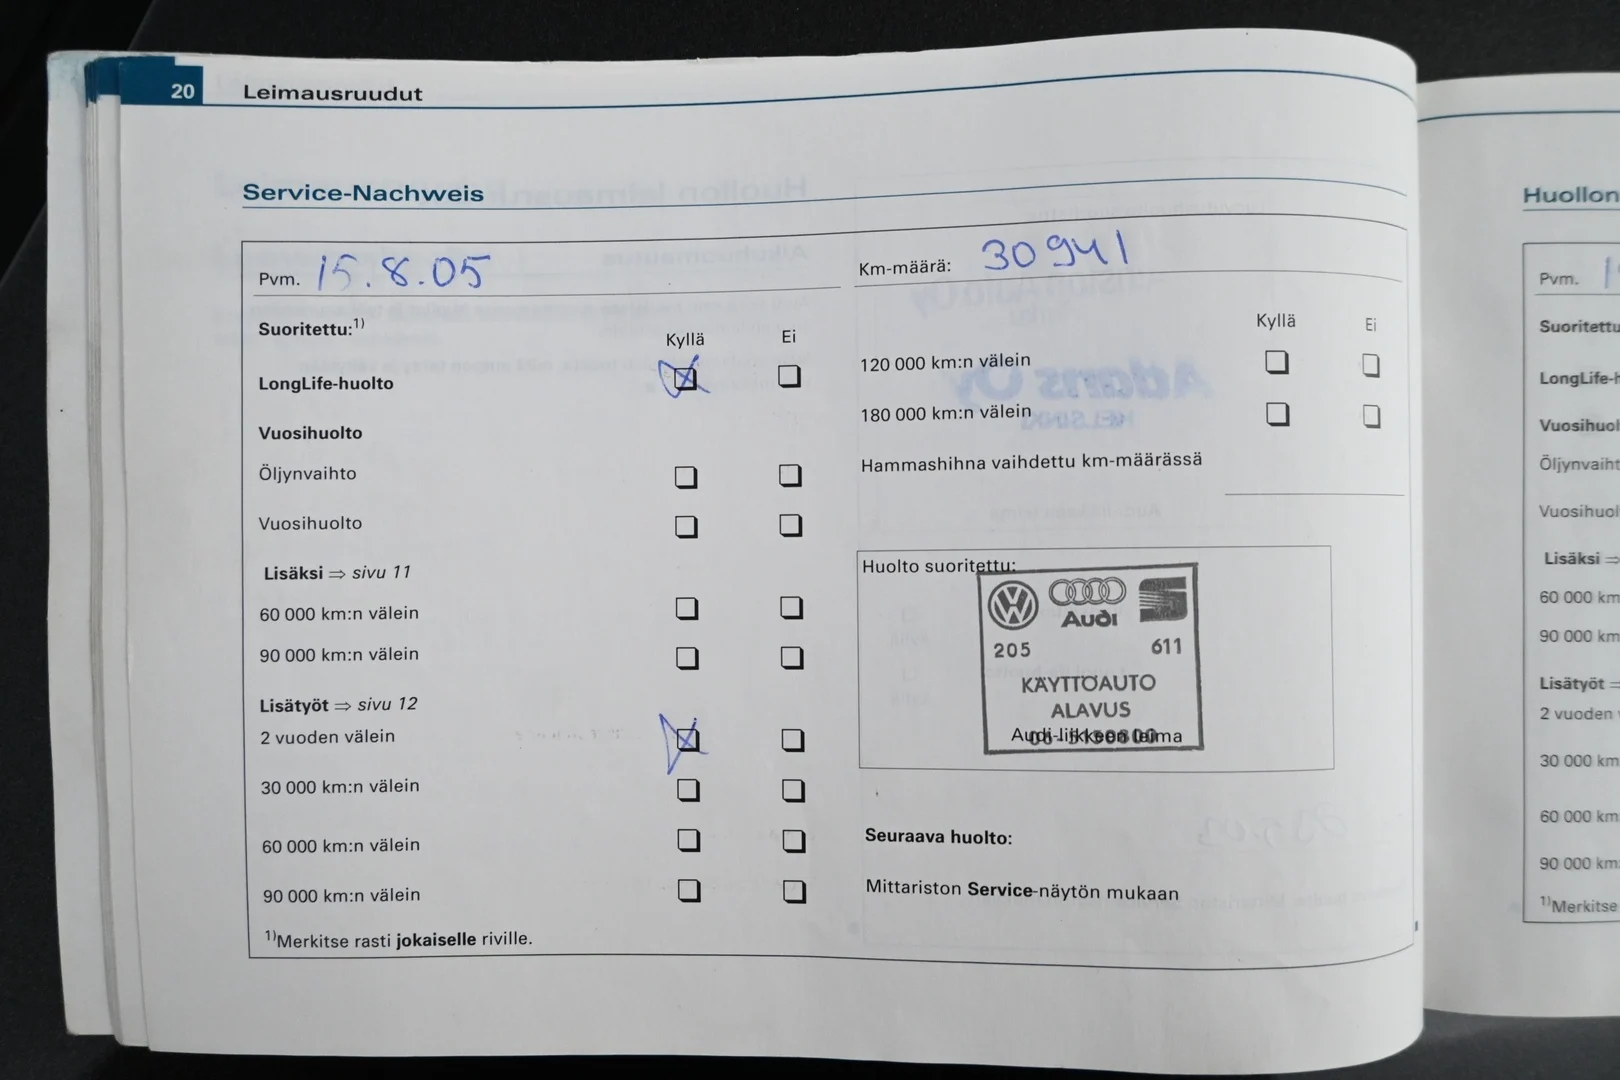 20 Leimausruudut
Service-Nachweis
Pvm. 15.8.05
Suoritettu:1)
Kyllä Ei
LongLife-huolto
Vuosihuolto
Öljynvaihto
Vuosihuolto
Lisäksi ⇒ sivu 11
60 000 km:n välein
90 000 km:n välein
Lisätyöt ⇒ sivu 12
2 vuoden välein
30 000 km:n välein
60 000 km:n välein
90 000 km:n välein
1)Merkitse rasti jokaiselle riville.
Km-määrä: 30941
Kyllä Ei
120 000 km:n välein
180 000 km:n välein
Hammashihna vaihdettu km-määrässä
Huolto suoritettu:
Audi
205 611
KÄYTTÖAUTO
ALAVUS
Audi-liikkeen leima
Seuraava huolto:
Mittariston Service-näytön mukaan
Huollon
Pvm.
Suoritettu
LongLife-h
Vuosihuol
Öljynvaiht
Vuosihuol
Lisäksi ⇒
60 000 km
90 000 km
Lisätyöt ⇒
2 vuoden
30 000 km
60 000 km
90 000 km
1)Merkitse